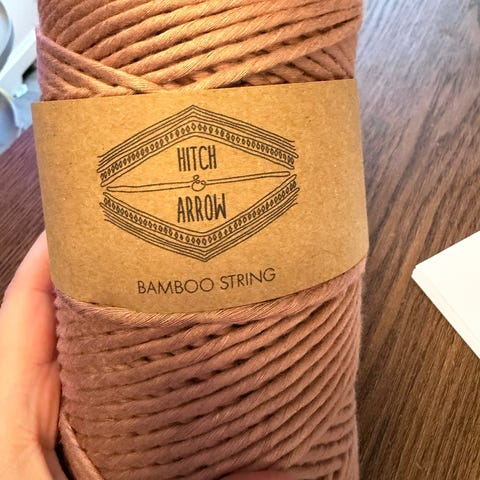 HITCH
&
ARROW
BAMBOO STRING